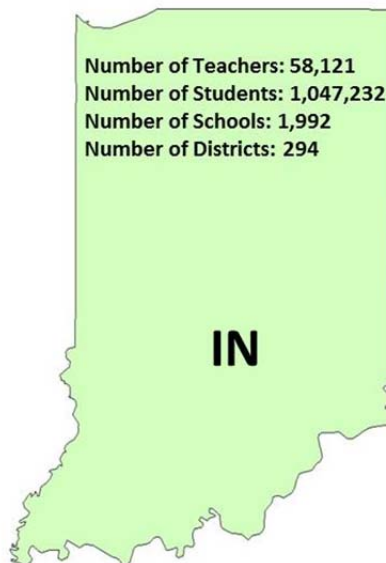 Number of Teachers: 58,121
Number of Students: 1,047,232
Number of Schools: 1,992
Number of Districts: 294
IN